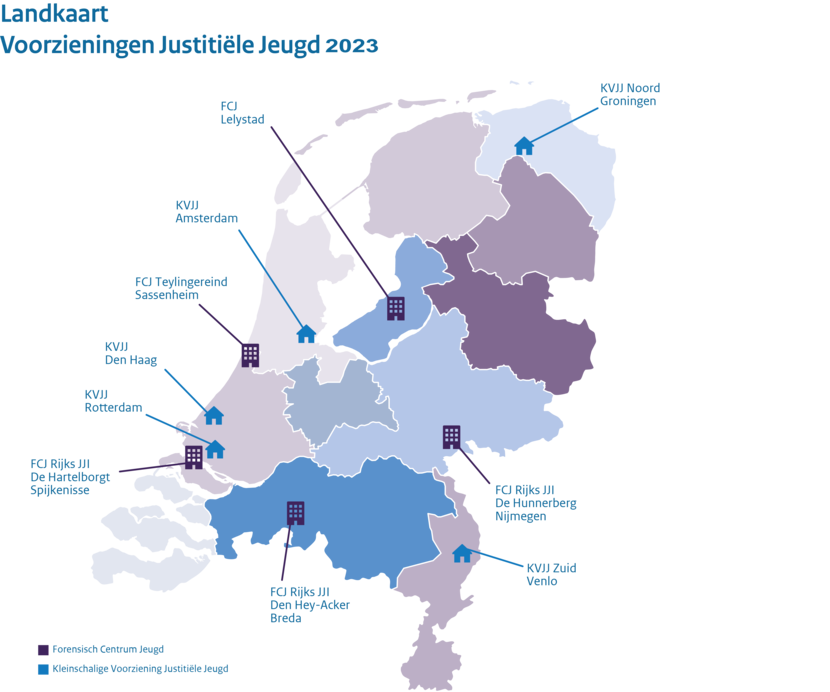 Landkaart
Voorzieningen Justitiële Jeugd 2023
KVJJ Noord
Groningen
FCJ
Lelystad
KVJJ
Amsterdam
FCJ Teylingereind
Sassenheim
KVJJ
Den Haag
KVJJ
Rotterdam
FCJ Rijks JJI
De Hartelborgt
Spijkenisse
FCJ Rijks JJI
De Hunnerberg
Nijmegen
KVJJ Zuid
Venlo
FCJ Rijks JJI
Den Hey-Acker
Breda
Forensisch Centrum Jeugd
Kleinschalige Voorziening Justitiële Jeugd